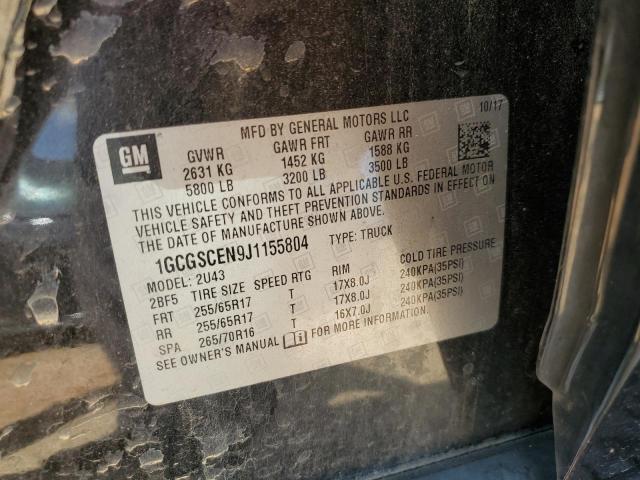 10/17
MFD BY GENERAL MOTORS LLC
GM
GVWR GAWR FRT GAWR RR
2631 KG 1452 KG 1588 KG
5800 LB 3200 LB 3500 LB
THIS VEHICLE CONFORMS TO ALL APPLICABLE U.S. FEDERAL MOTOR
VEHICLE SAFETY AND THEFT PREVENTION STANDARDS IN EFFECT ON
THE DATE OF MANUFACTURE SHOWN ABOVE.
1GCGSCEN9J1155804 TYPE: TRUCK
MODEL: 2U43
2BF5 TIRE SIZE SPEED RTG RIM COLD TIRE PRESSURE
FRT 255/65R17 T 17X8.0J 240KPA(35PSI)
RR 255/65R17 T 17X8.0J 240KPA(35PSI)
SPA 265/70R16 T 16X7.0J 240KPA(35PSI)
SEE OWNER'S MANUAL FOR MORE INFORMATION.